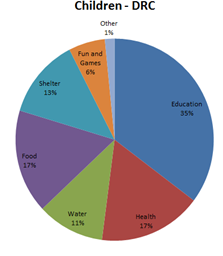 Children - DRC
Other
1%
Fun and
Games
6%
Shelter
13%
Education
35%
Food
17%
Water
11%
Health
17%